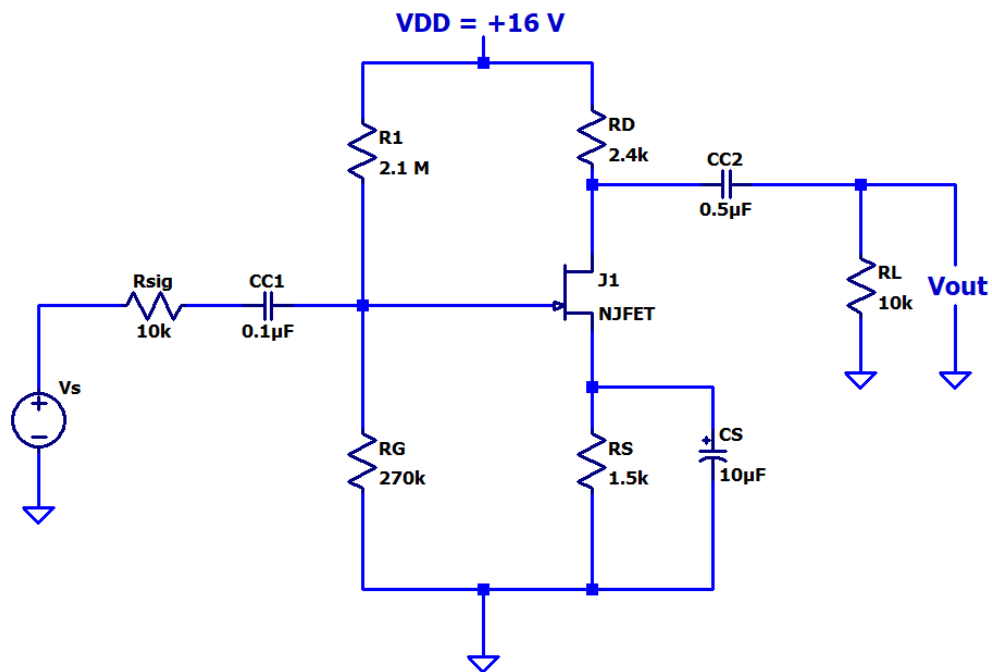 VDD = +16 V
R1
2.1 M
RD
2.4k
CC2
0.5µF
Rsig
10k
CC1
0.1µF
J1
NJFET
RL
10k
Vout
Vs
RG
270k
RS
1.5k
CS
10µF